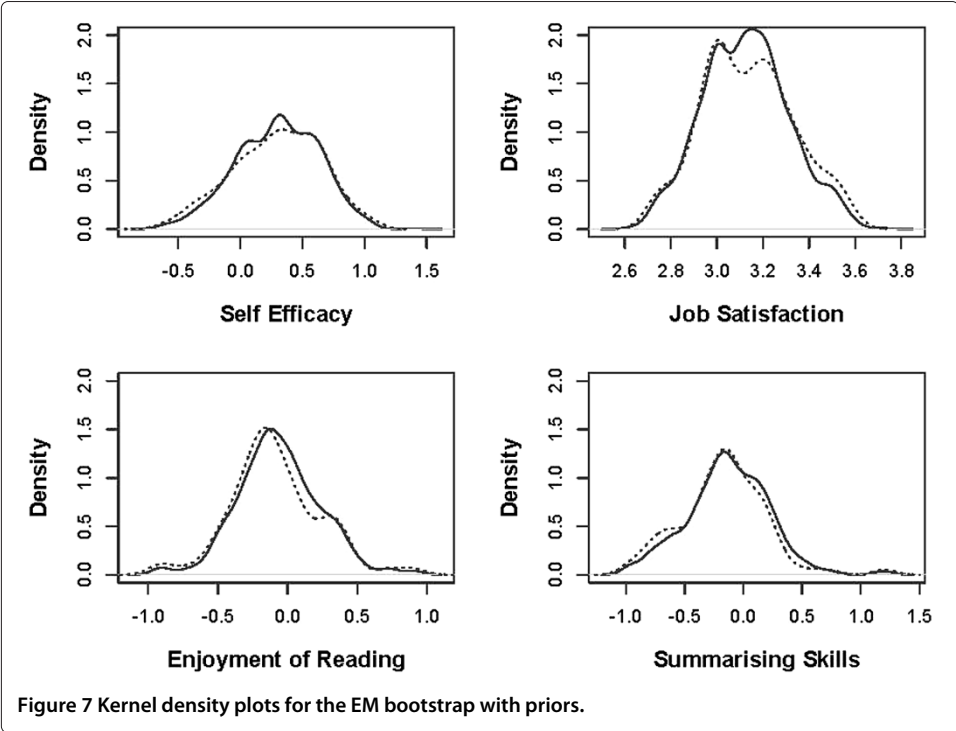 Density
0.0 0.5 1.0 1.5 2.0
-0.5 0.0 0.5 1.0 1.5
Self Efficacy
Density
0.0 0.5 1.0 1.5 2.0
2.6 2.8 3.0 3.2 3.4 3.6 3.8
Job Satisfaction
Density
0.0 0.5 1.0 1.5 2.0
-1.0 -0.5 0.0 0.5 1.0
Enjoyment of Reading
Density
0.0 0.5 1.0 1.5 2.0
-1.0 -0.5 0.0 0.5 1.0 1.5
Summarising Skills
Figure 7 Kernel density plots for the EM bootstrap with priors.